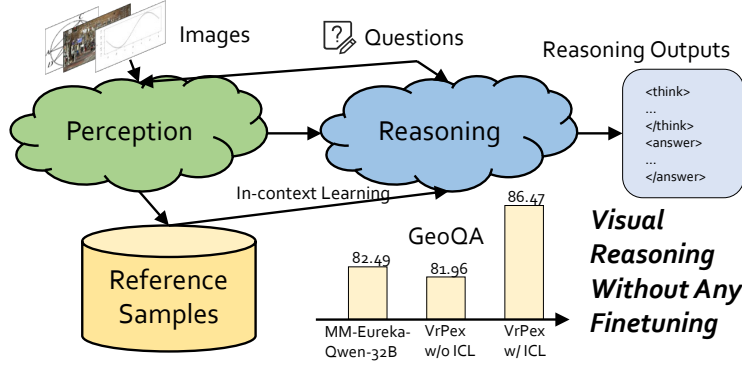 Images
Questions
Reasoning Outputs
Perception
Reasoning
<think>
...
</think>
<answer>
...
</answer>
In-context Learning
Reference
Samples
GeoQA
82.49
81.96
86.47
MM-Eureka-
Qwen-32B
VrPex
w/o ICL
VrPex
w/ ICL
Visual
Reasoning
Without Any
Finetuning